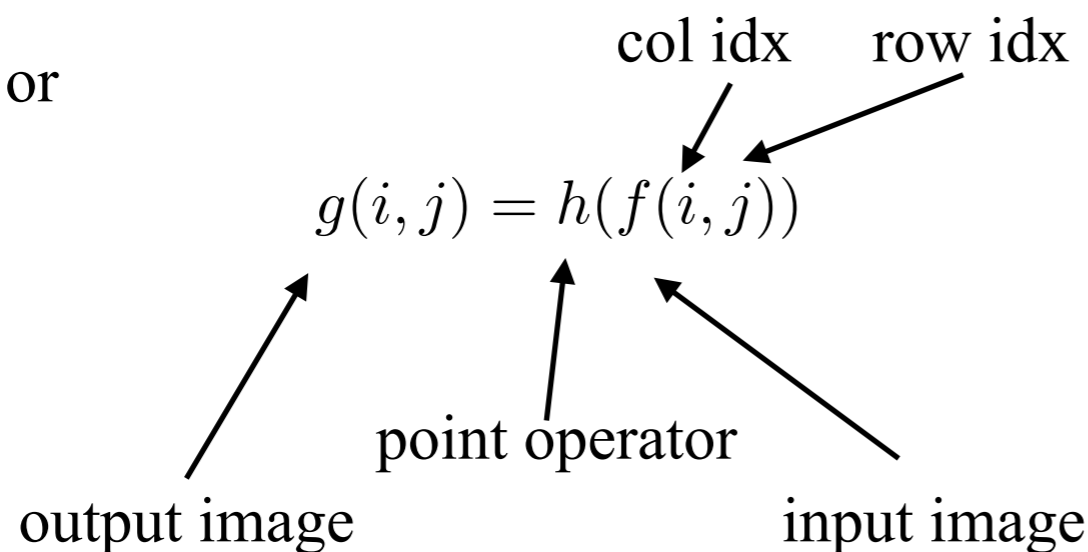 col idx row idx
or
g(i, j) = h(f(i, j))
point operator
output image input image